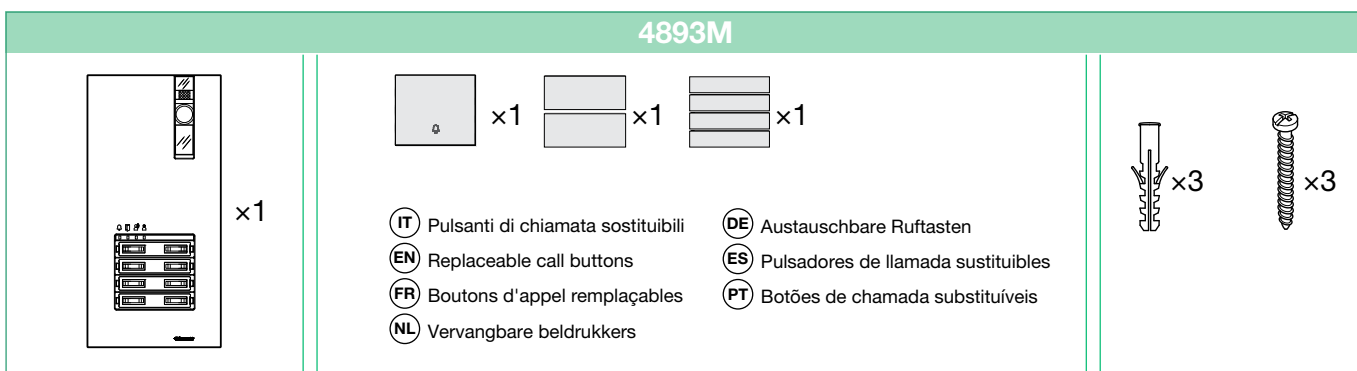 4893M
×1
×1
×1
×1
×3
×3
IT Pulsanti di chiamata sostituibili
EN Replaceable call buttons
FR Boutons d'appel remplaçables
NL Vervangbare beldrukkers
DE Austauschbare Ruftasten
ES Pulsadores de llamada sustituibles
PT Botões de chamada substituíveis